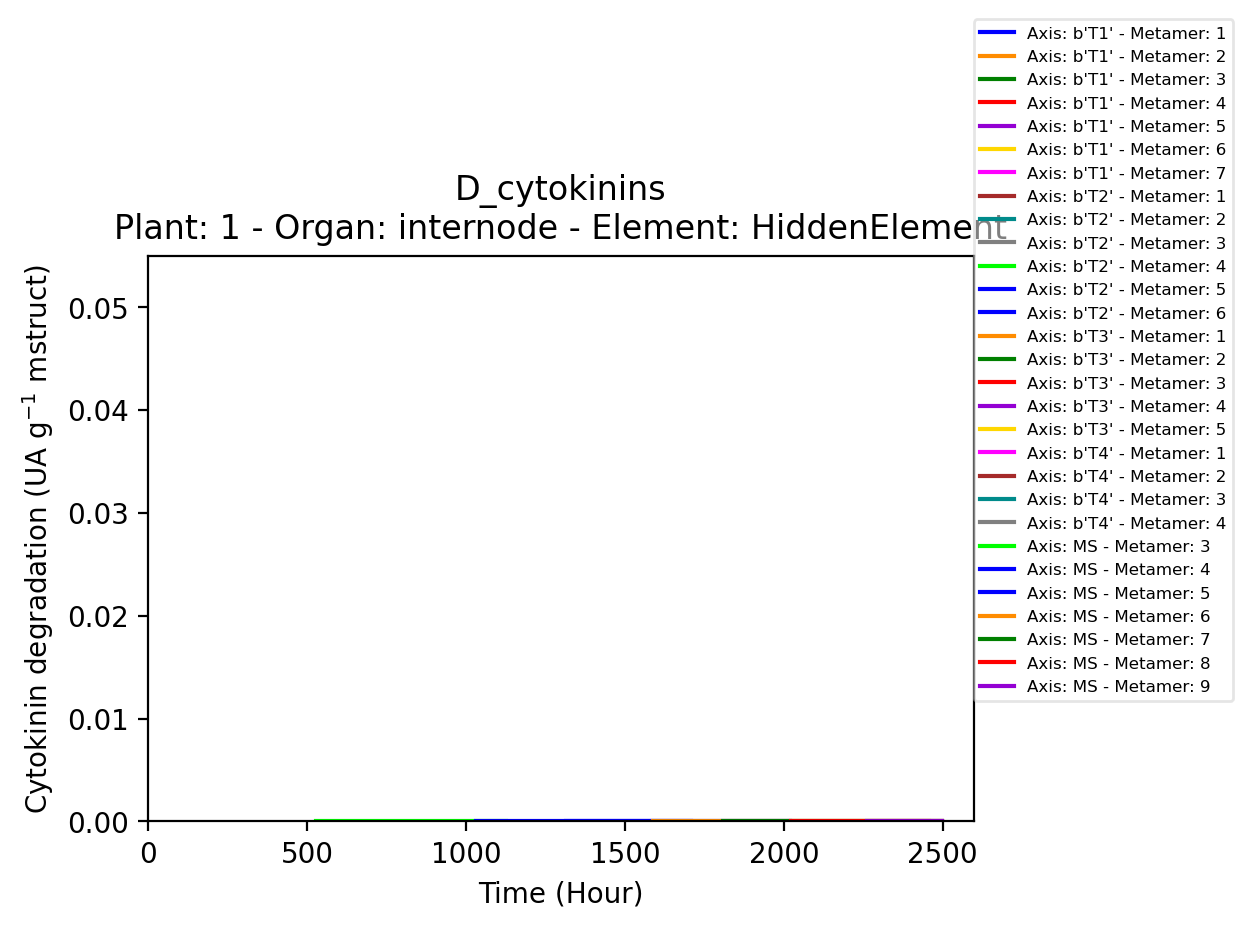 D_cytokinins
Plant: 1 - Organ: internode - Element: HiddenElement
Cytokinin degradation (UA g⁻¹ mstruct)
0.05
0.04
0.03
0.02
0.01
0.00
0 500 1000 1500 2000 2500
Time (Hour)
Axis: b'T1' - Metamer: 1
Axis: b'T1' - Metamer: 2
Axis: b'T1' - Metamer: 3
Axis: b'T1' - Metamer: 4
Axis: b'T1' - Metamer: 5
Axis: b'T1' - Metamer: 6
Axis: b'T1' - Metamer: 7
Axis: b'T2' - Metamer: 1
Axis: b'T2' - Metamer: 2
Axis: b'T2' - Metamer: 3
Axis: b'T2' - Metamer: 4
Axis: b'T2' - Metamer: 5
Axis: b'T2' - Metamer: 6
Axis: b'T3' - Metamer: 1
Axis: b'T3' - Metamer: 2
Axis: b'T3' - Metamer: 3
Axis: b'T3' - Metamer: 4
Axis: b'T3' - Metamer: 5
Axis: b'T4' - Metamer: 1
Axis: b'T4' - Metamer: 2
Axis: b'T4' - Metamer: 3
Axis: b'T4' - Metamer: 4
Axis: MS - Metamer: 3
Axis: MS - Metamer: 4
Axis: MS - Metamer: 5
Axis: MS - Metamer: 6
Axis: MS - Metamer: 7
Axis: MS - Metamer: 8
Axis: MS - Metamer: 9